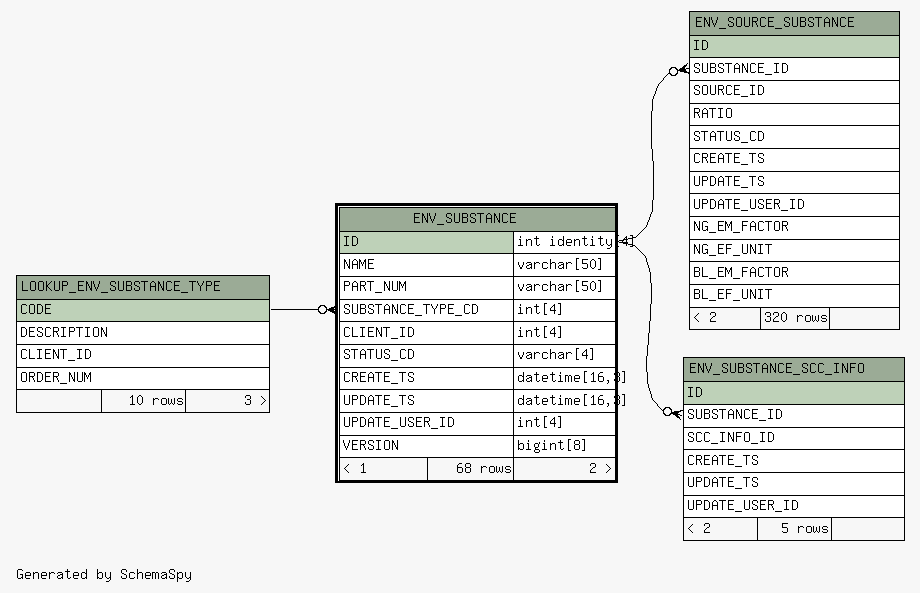 LOOKUP_ENV_SUBSTANCE_TYPE
CODE
DESCRIPTION
CLIENT_ID
ORDER_NUM
10 rows 3 >
ENV_SUBSTANCE
ID int identity[4]
NAME varchar[50]
PART_NUM varchar[50]
SUBSTANCE_TYPE_CD int[4]
CLIENT_ID int[4]
STATUS_CD varchar[4]
CREATE_TS datetime[16,3]
UPDATE_TS datetime[16,3]
UPDATE_USER_ID int[4]
VERSION bigint[8]
< 1 68 rows 2 >
ENV_SOURCE_SUBSTANCE
ID
SUBSTANCE_ID
SOURCE_ID
RATIO
STATUS_CD
CREATE_TS
UPDATE_TS
UPDATE_USER_ID
NG_EM_FACTOR
NG_EF_UNIT
BL_EM_FACTOR
BL_EF_UNIT
< 2 320 rows
ENV_SUBSTANCE_SCC_INFO
ID
SUBSTANCE_ID
SCC_INFO_ID
CREATE_TS
UPDATE_TS
UPDATE_USER_ID
< 2 5 rows
Generated by SchemaSpy